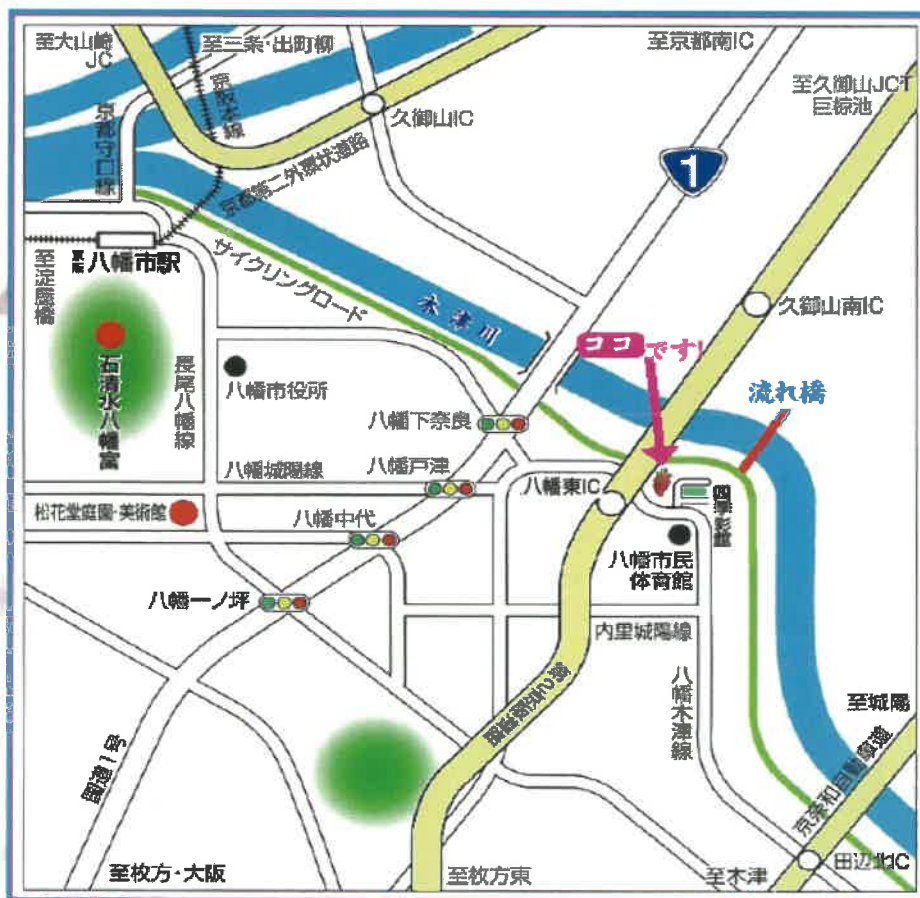 至大山崎
JC
至三条・出町柳
至京都南IC
至久御山JCT
巨椋池
京都守口線
京阪本線
久御山IC
京都第二外環状道路
1
京阪
八幡市駅
至淀屋橋
サイクリングロード
木津川
久御山南IC
ココです!
流れ橋
石清水八幡宮
長尾八幡線
八幡市役所
八幡下奈良
八幡城陽線
八幡戸津
八幡東IC
四季彩館
松花堂庭園・美術館
八幡中代
八幡市民
体育館
八幡一ノ坪
内里城陽線
第2京阪道路
八幡木津線
至城陽
国道1号
京奈和自動車道
至枚方・大阪
至枚方東
至木津
田辺北IC